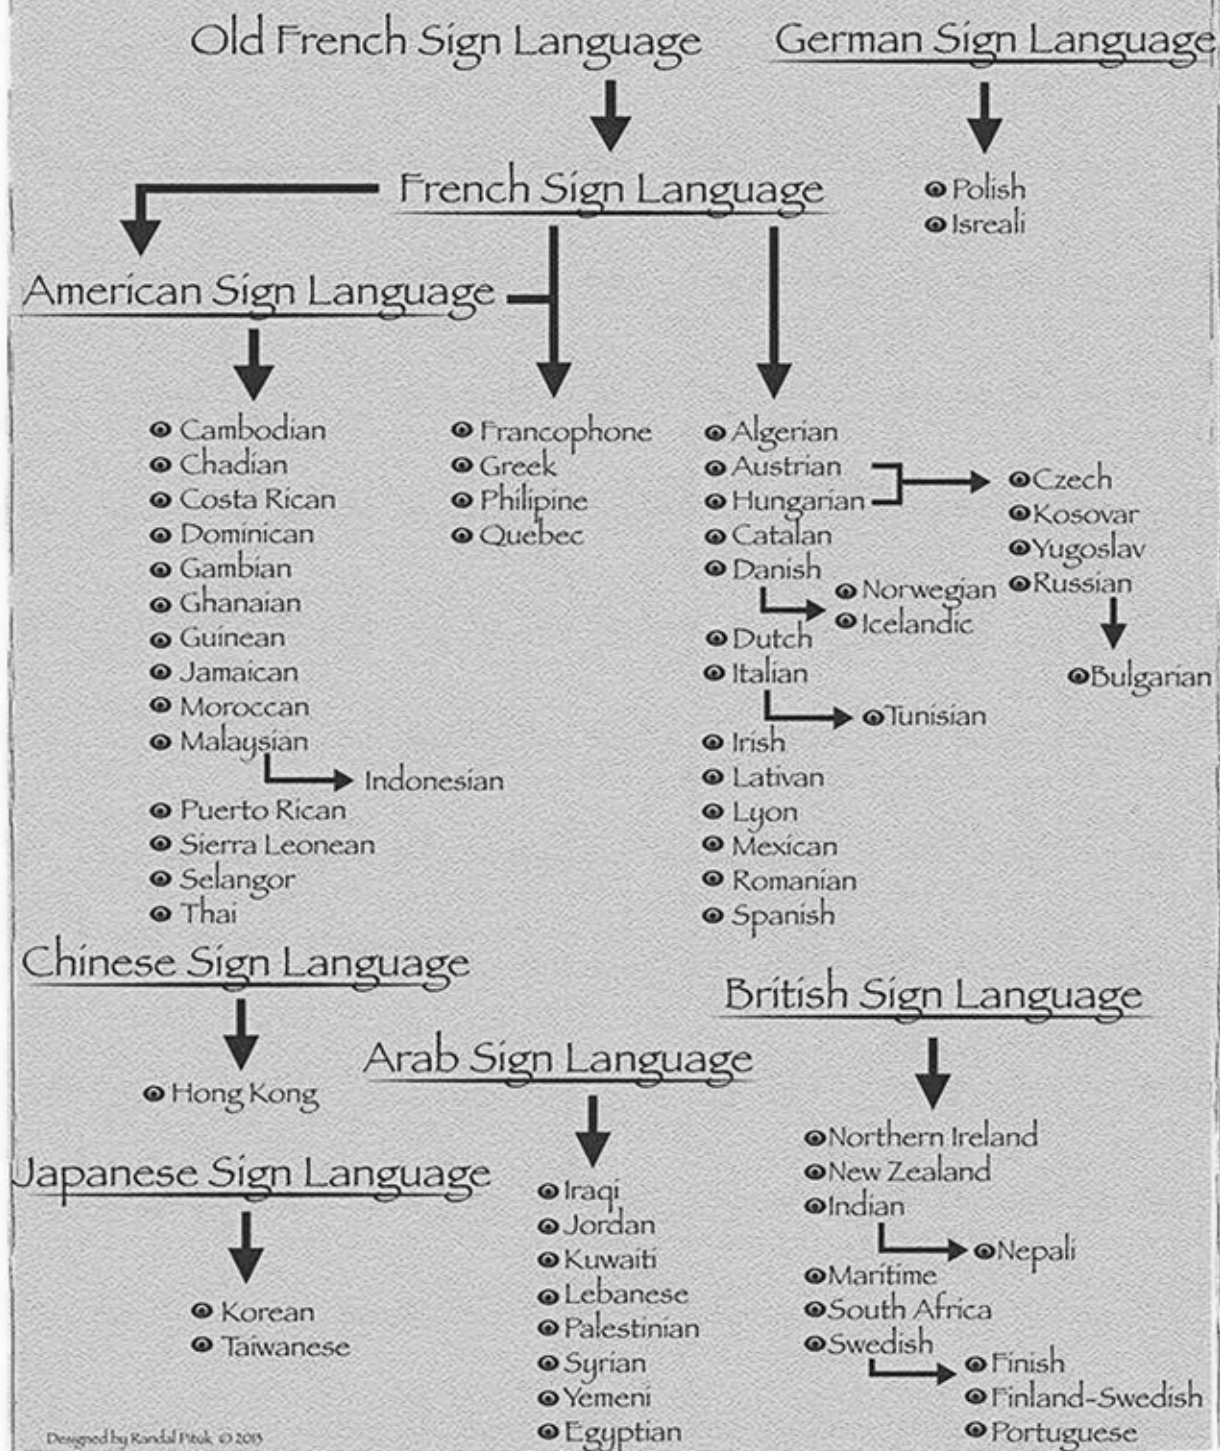 Old French Sign Language
German Sign Language
French Sign Language
Polish
Isreali
American Sign Language
Cambodian
Chadian
Costa Rican
Dominican
Gambian
Ghanaian
Guinean
Jamaican
Moroccan
Malaysian
Indonesian
Puerto Rican
Sierra Leonean
Selangor
Thai
Francophone
Greek
Philipine
Quebec
Algerian
Austrian
Hungarian
Catalan
Danish
Norwegian
Icelandic
Dutch
Italian
Tunisian
Irish
Lativan
Lyon
Mexican
Romanian
Spanish
Czech
Kosovar
Yugoslav
Russian
Bulgarian
Chinese Sign Language
Hong Kong
Japanese Sign Language
Korean
Taiwanese
Arab Sign Language
Iraqi
Jordan
Kuwaiti
Lebanese
Palestinian
Syrian
Yemeni
Egyptian
British Sign Language
Northern Ireland
New Zealand
Indian
Nepali
Maritime
South Africa
Swedish
Finish
Finland-Swedish
Portuguese
Designed by Randal Pituk © 2013